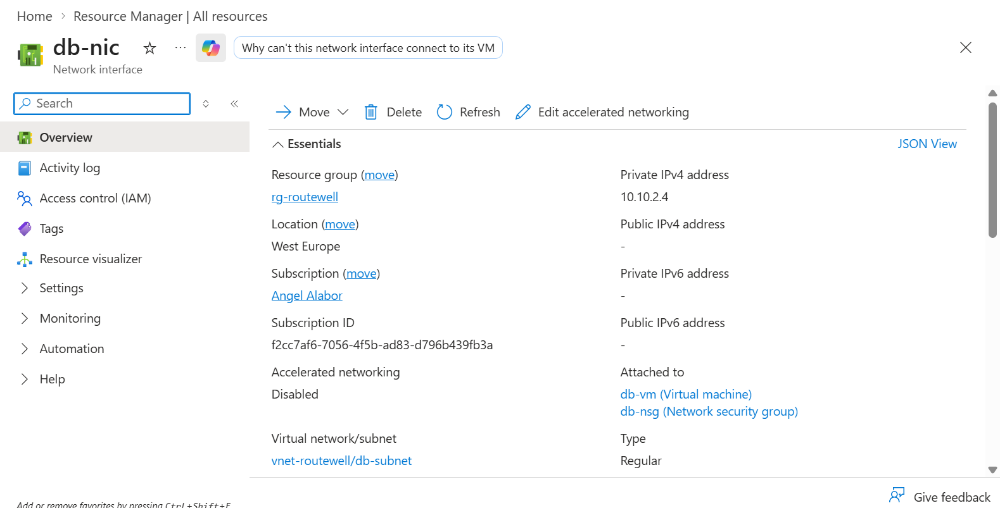 Home > Resource Manager | All resources
db-nic
Why can't this network interface connect to its VM
Network interface
Search
Overview
Activity log
Access control (IAM)
Tags
Resource visualizer
Settings
Monitoring
Automation
Help
Add or remove favorites by pressing Ctrl+Shift+F
Move
Delete
Refresh
Edit accelerated networking
Essentials
JSON View
Resource group (move)
rg-routewell
Location (move)
West Europe
Subscription (move)
Angel Alabor
Subscription ID
f2cc7af6-7056-4f5b-ad83-d796b439fb3a
Accelerated networking
Disabled
Virtual network/subnet
vnet-routewell/db-subnet
Private IPv4 address
10.10.2.4
Public IPv4 address
-
Private IPv6 address
-
Public IPv6 address
-
Attached to
db-vm (Virtual machine)
db-nsg (Network security group)
Type
Regular
Give feedback